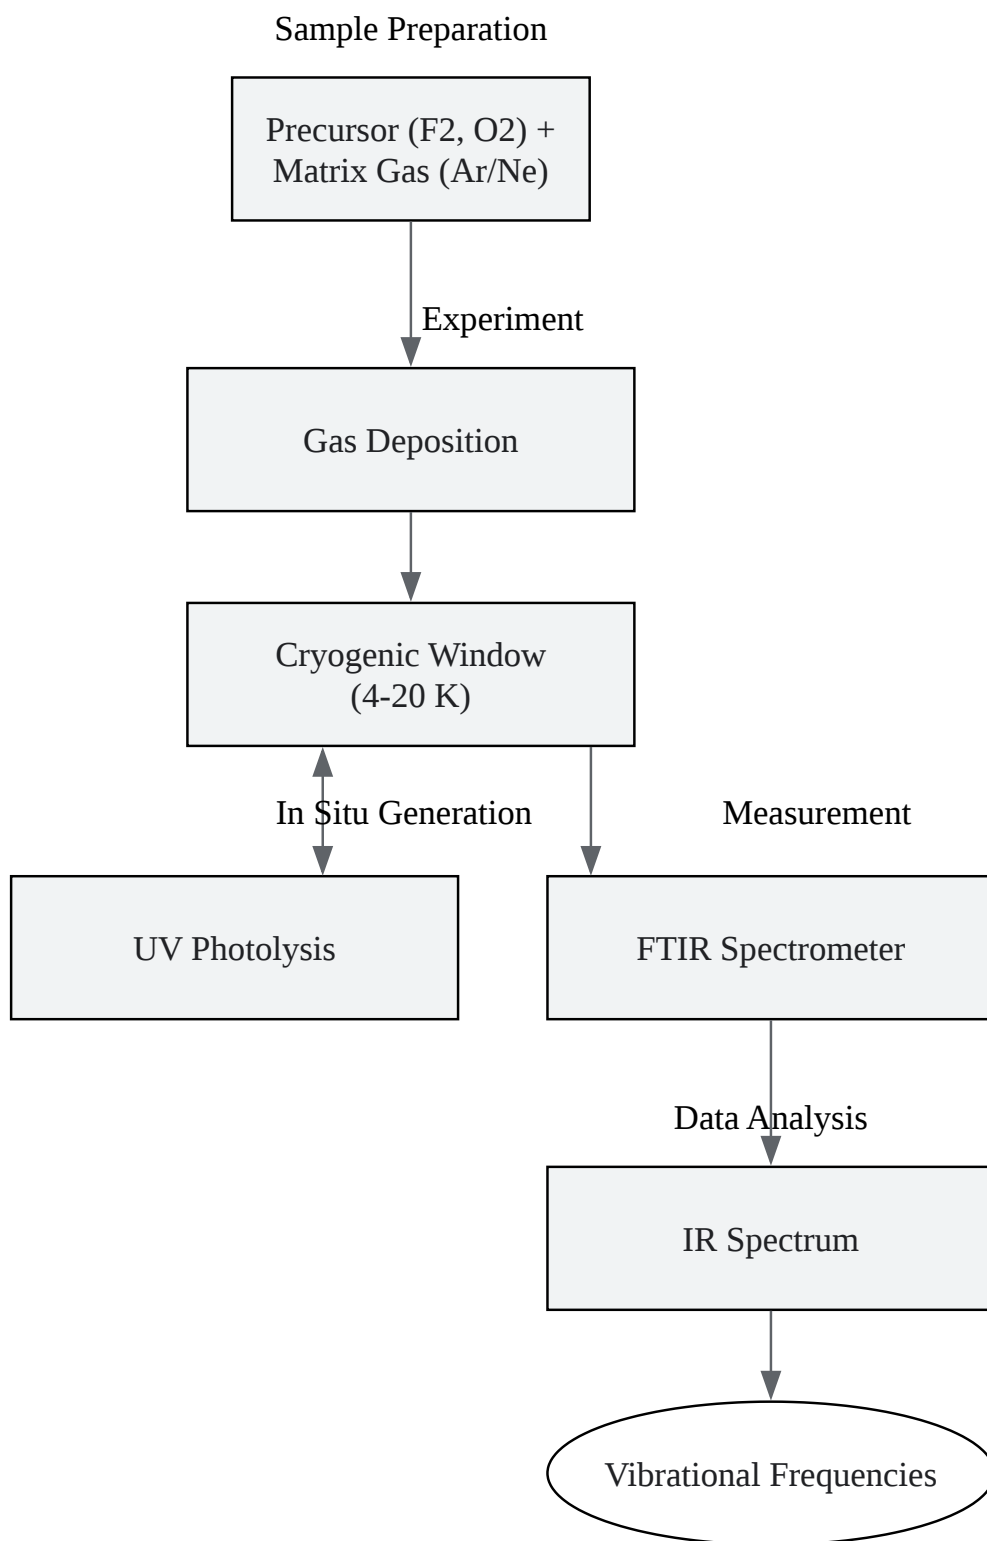 Sample Preparation
Precursor (F2, O2) +
Matrix Gas (Ar/Ne)
Experiment
Gas Deposition
Cryogenic Window
(4-20 K)
In Situ Generation
Measurement
UV Photolysis
FTIR Spectrometer
Data Analysis
IR Spectrum
Vibrational Frequencies